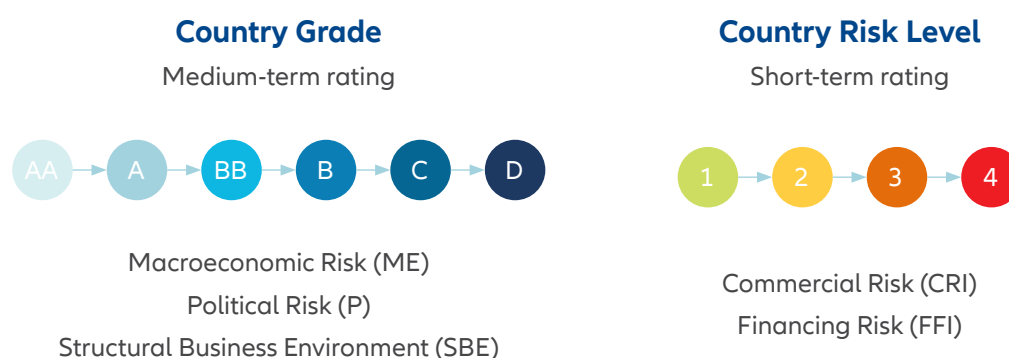 Country Grade
Medium-term rating
AA A BB B C D
Macroeconomic Risk (ME)
Political Risk (P)
Structural Business Environment (SBE)
Country Risk Level
Short-term rating
1 2 3 4
Commercial Risk (CRI)
Financing Risk (FFI)